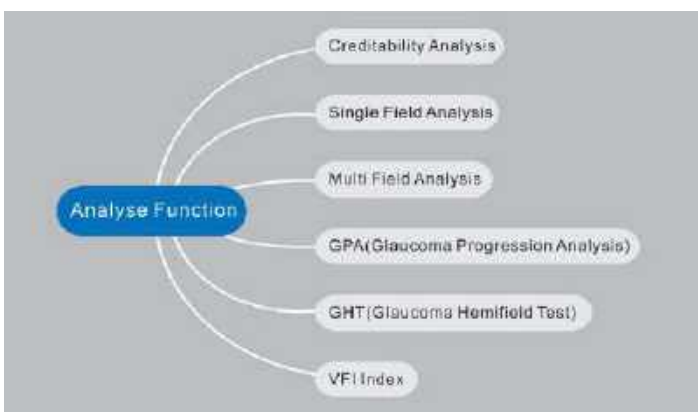 Creditability Analysis
Single Field Analysis
Multi Field Analysis
Analyse Function
GPA(Glaucoma Progression Analysis)
GHT(Glaucoma Hemifield Test)
VFI Index